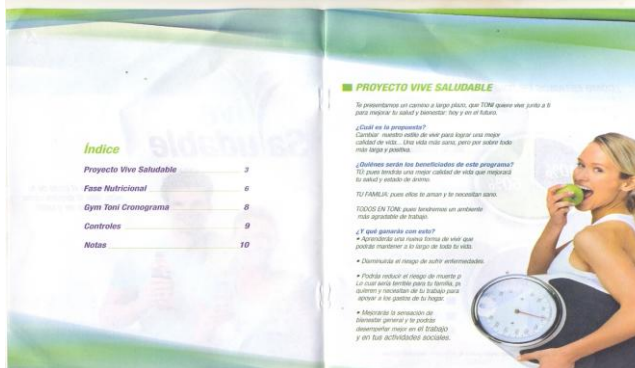 Índice
Proyecto Vive Saludable 3
Fase Nutricional 6
Gym Toni Cronograma 8
Controles 9
Notas 10
PROYECTO VIVE SALUDABLE
Te presentamos un camino a largo plazo, que TONI quiere vivir junto a ti
para mejorar tu salud y bienestar: hoy y en el futuro.
¿Cuál es la propuesta?
Cambiar nuestro estilo de vivir para lograr una mejor
calidad de vida... Una vida más sano, pero por sobre todo
más larga y positiva.
¿Quiénes serán los beneficiados de este programa?
TÚ: pues tendrás una mejor calidad de vida que mejorará
tu salud y estado de ánimo.
TU FAMILIA: pues ellos te aman y te necesitan sano.
TODOS EN TONI: pues tendremos un ambiente
más agradable de trabajo.
¿Y qué ganarás con esto?
• Aprenderás una nueva forma de vivir que
podrás mantener a lo largo de toda tu vida.
• Disminuirás el riesgo de sufrir enfermedades.
• Podrás reducir el riesgo de muerte p
Lo cual sería terrible para tu familia, pu
quieren y necesitan de tu trabajo para
apoyar a los gastos de tu hogar.
• Mejorarás la sensación de
bienestar general y te podrás
desempeñar mejor en el trabajo
y en tus actividades sociales.